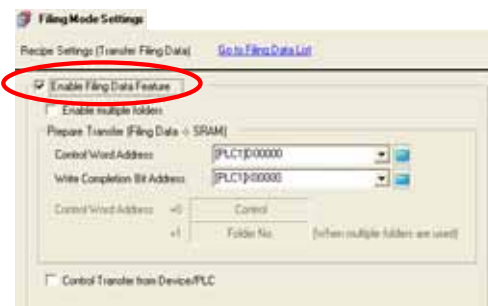 Filing Mode Settings
Recipe Settings (Transfer Filing Data) Go to Filing Data List
Enable Filing Data Feature
Enable multiple folders
Prepare Transfer (Filing Data -> SRAM)
Control Word Address [PLC1]D00000
Write Completion Bit Address [PLC1]X00000
Control Word Address +0 Control
+1 Folder No. (when multiple folders are used)
Control Transfer from Device/PLC